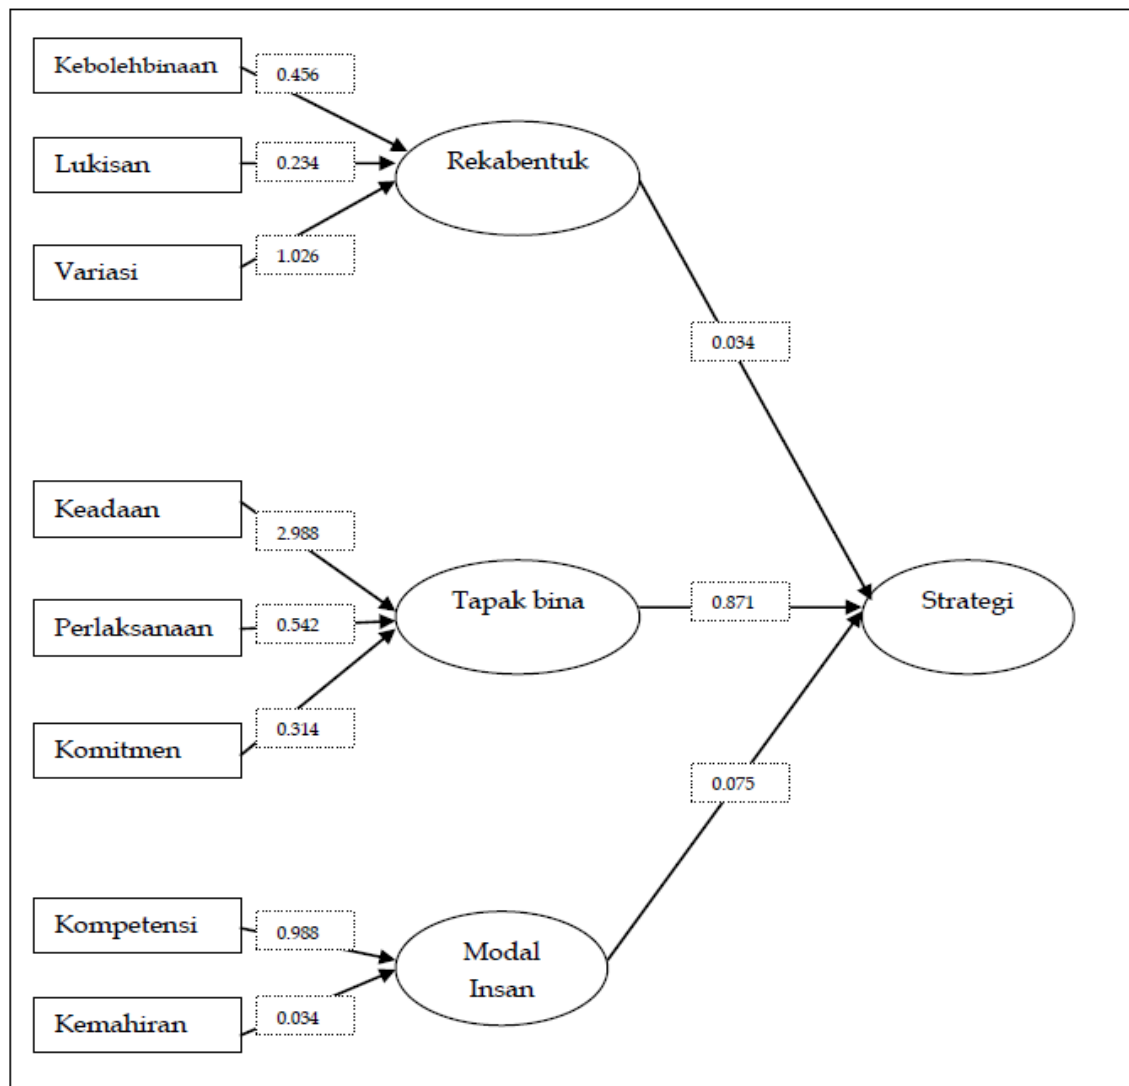 Kebolehbinaan
0.456
Lukisan
0.234
Rekabentuk
Variasi
1.026
0.034
Keadaan
2.988
Perlaksanaan
0.542
Tapak bina
0.871
Strategi
Komitmen
0.314
0.075
Kompetensi
0.988
Modal
Insan
Kemahiran
0.034